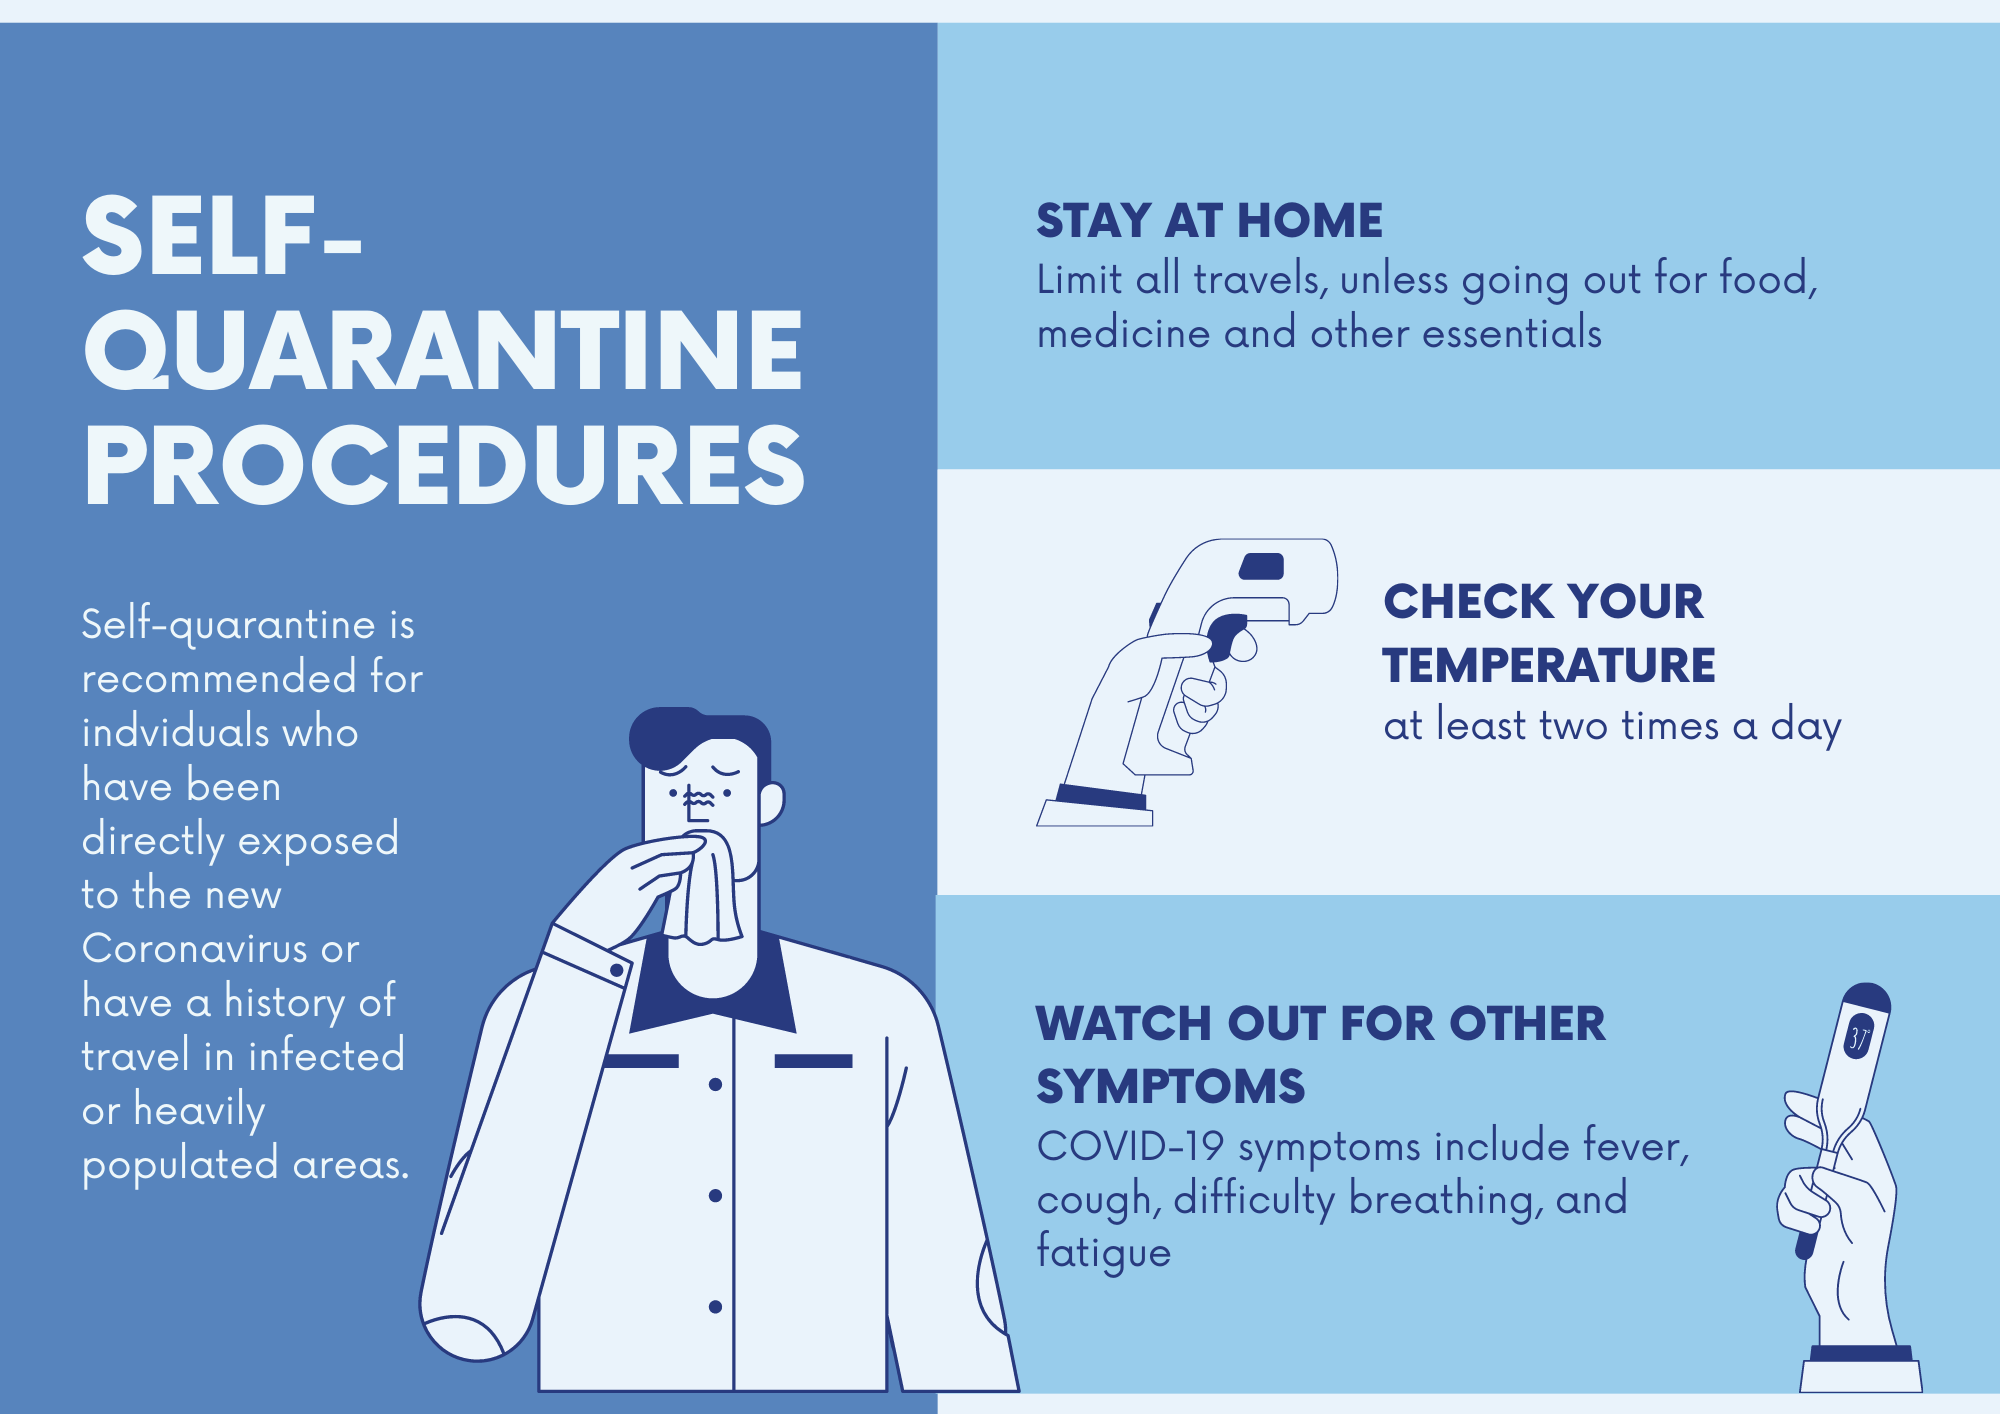 SELF-
QUARANTINE
PROCEDURES
Self-quarantine is
recommended for
indviduals who
have been
directly exposed
to the new
Coronavirus or
have a history of
travel in infected
or heavily
populated areas.
STAY AT HOME
Limit all travels, unless going out for food,
medicine and other essentials
CHECK YOUR
TEMPERATURE
at least two times a day
WATCH OUT FOR OTHER
SYMPTOMS
COVID-19 symptoms include fever,
cough, difficulty breathing, and
fatigue
37°